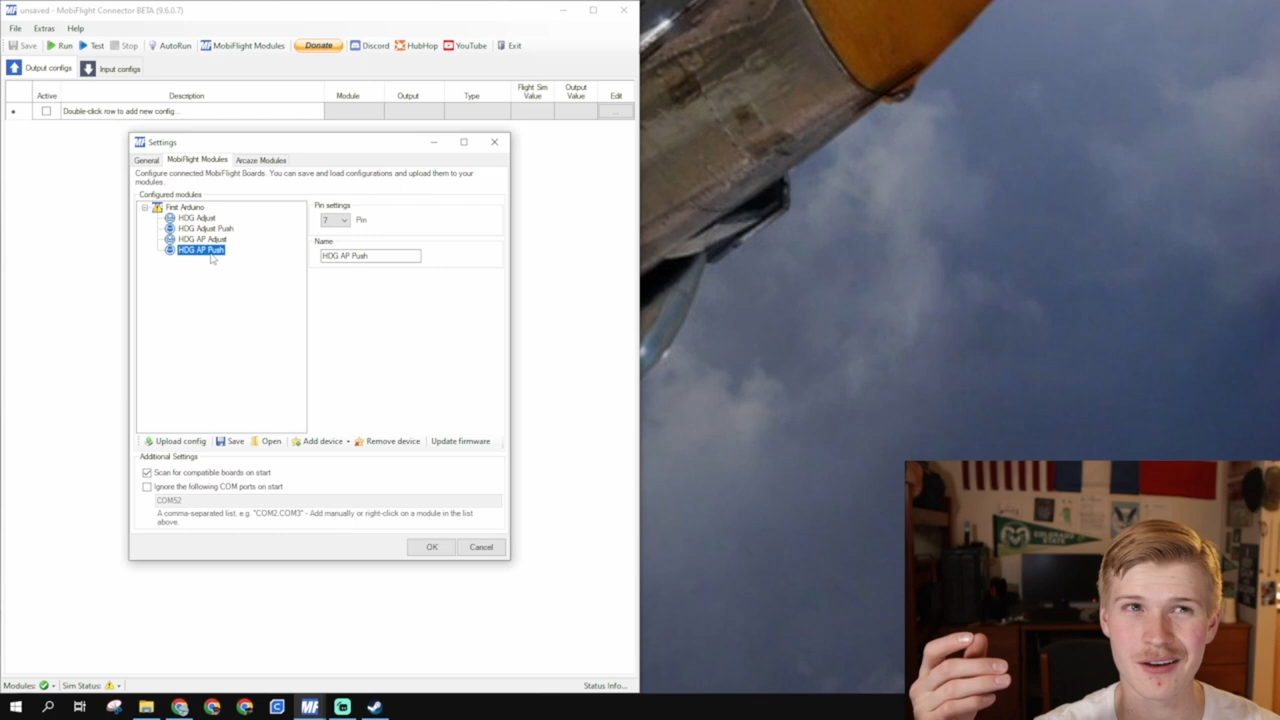 unsaved - MobiFlight Connector BETA (9.6.0.7)
File Extras Help
Save Run Test Stop AutoRun MobiFlight Modules Donate Discord HubHop YouTube Exit
Output configs Input configs
Active Description Module Output Type Flight Sim Value Output Value Edit
Double-click row to add new config... ...
Settings
General MobiFlight Modules Arcaze Modules
Configure connected MobiFlight Boards. You can save and load configurations and upload them to your
modules.
Configured modules
First Arduino
HDG Adjust
HDG Adjust Push
HDG AP Adjust
HDG AP Push
Pin settings
7 Pin
Name
HDG AP Push
Upload config Save Open Add device Remove device Update firmware
Additional Settings
Scan for compatible boards on start
Ignore the following COM ports on start
COM52
A comma-separated list, e.g. "COM2,COM3" - Add manually or right-click on a module in the list
above.
OK Cancel
COLORADO
STATE
Modules: Sim Status: Status Info...